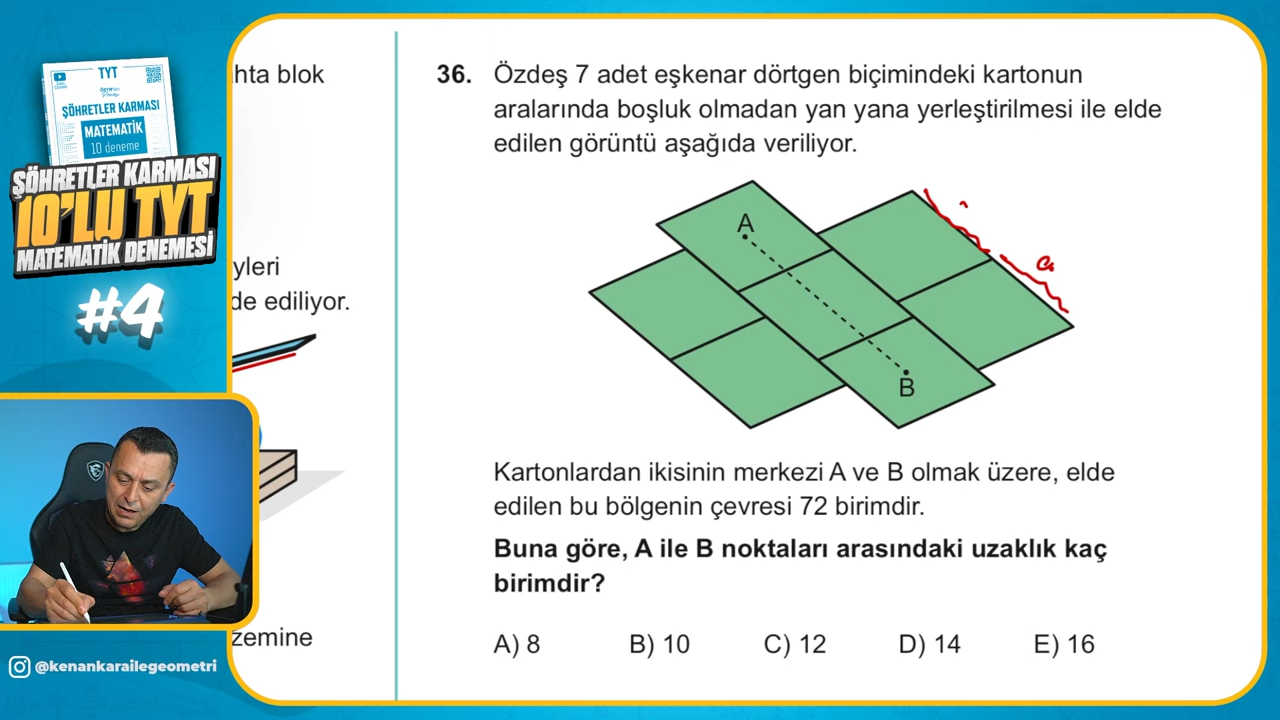 TYT
ŞÖHRETLER KARMASI
MATEMATİK
10 deneme
ŞÖHRETLER KARMASI
10'LU TYT
MATEMATİK DENEMESİ
#4
hta blok
yleri
de ediliyor.
zemine
@kenankarailegeometri
36. Özdeş 7 adet eşkenar dörtgen biçimindeki kartonun
aralarında boşluk olmadan yan yana yerleştirilmesi ile elde
edilen görüntü aşağıda veriliyor.
A
a
B
Kartonlardan ikisinin merkezi A ve B olmak üzere, elde
edilen bu bölgenin çevresi 72 birimdir.
Buna göre, A ile B noktaları arasındaki uzaklık kaç
birimdir?
A) 8 B) 10 C) 12 D) 14 E) 16